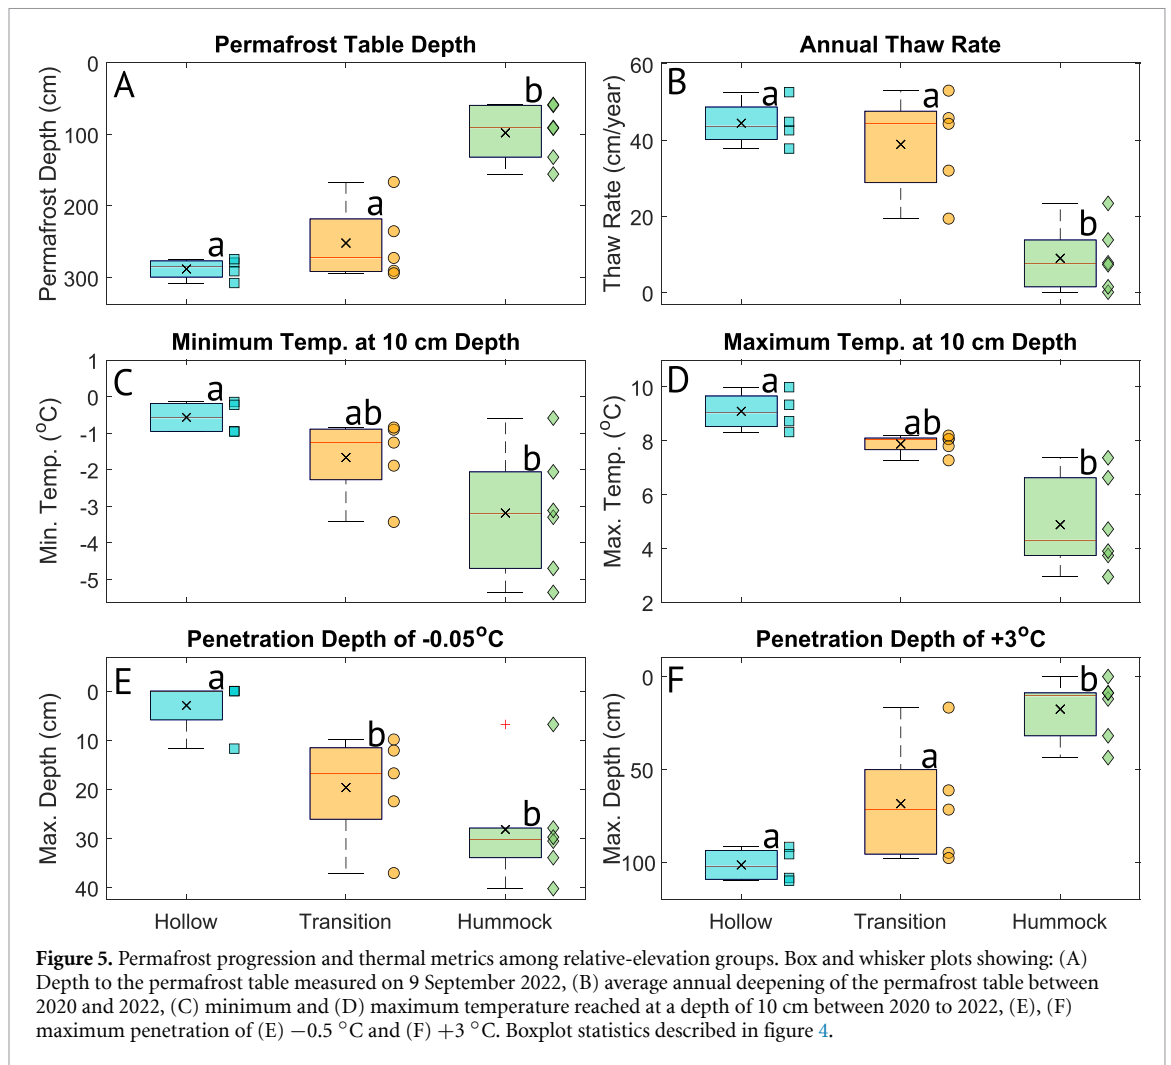 Permafrost Table Depth
A
Permafrost Depth (cm)
0
100
200
300
a
a
b
Annual Thaw Rate
B
Thaw Rate (cm/year)
60
40
20
0
a
a
b
Minimum Temp. at 10 cm Depth
C
Min. Temp. (°C)
1
0
-1
-2
-3
-4
-5
a
ab
b
Maximum Temp. at 10 cm Depth
D
Max. Temp. (°C)
10
8
6
4
2
a
ab
b
Penetration Depth of -0.05°C
E
Max. Depth (cm)
0
10
20
30
40
a
b
b
Hollow
Transition
Hummock
Penetration Depth of +3°C
F
Max. Depth (cm)
0
50
100
a
a
b
Hollow
Transition
Hummock
Figure 5. Permafrost progression and thermal metrics among relative-elevation groups. Box and whisker plots showing: (A)
Depth to the permafrost table measured on 9 September 2022, (B) average annual deepening of the permafrost table between
2020 and 2022, (C) minimum and (D) maximum temperature reached at a depth of 10 cm between 2020 to 2022, (E), (F)
maximum penetration of (E) −0.5 °C and (F) +3 °C. Boxplot statistics described in figure 4.